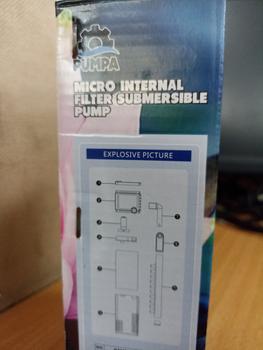 PUMPA
MICRO INTERNAL
FILTER SUBMERSIBLE
PUMP
EXPLOSIVE PICTURE